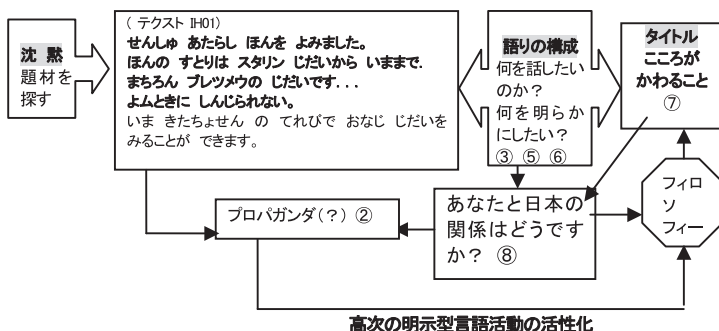 沈 黙
題材を
探す
( テクスト IH01)
せんしゅ あたらし ほんを よみました。
ほんの すとりは スタリン じだいから いままで.
まちろん ブレツメウの じだいです...
よムときに しんじられない。
いま きたちょせん の てれびで おなじ じだいを
みることが できます。
語りの構成
何を話したい
のか?
何を明らか
にしたい?
③ ⑤ ⑥
タイトル
こころが
かわること
⑦
プロパガンダ(?) ②
あなたと日本の
関係はどうです
か? ⑧
フィロ
ソ
フィー
高次の明示型言語活動の活性化